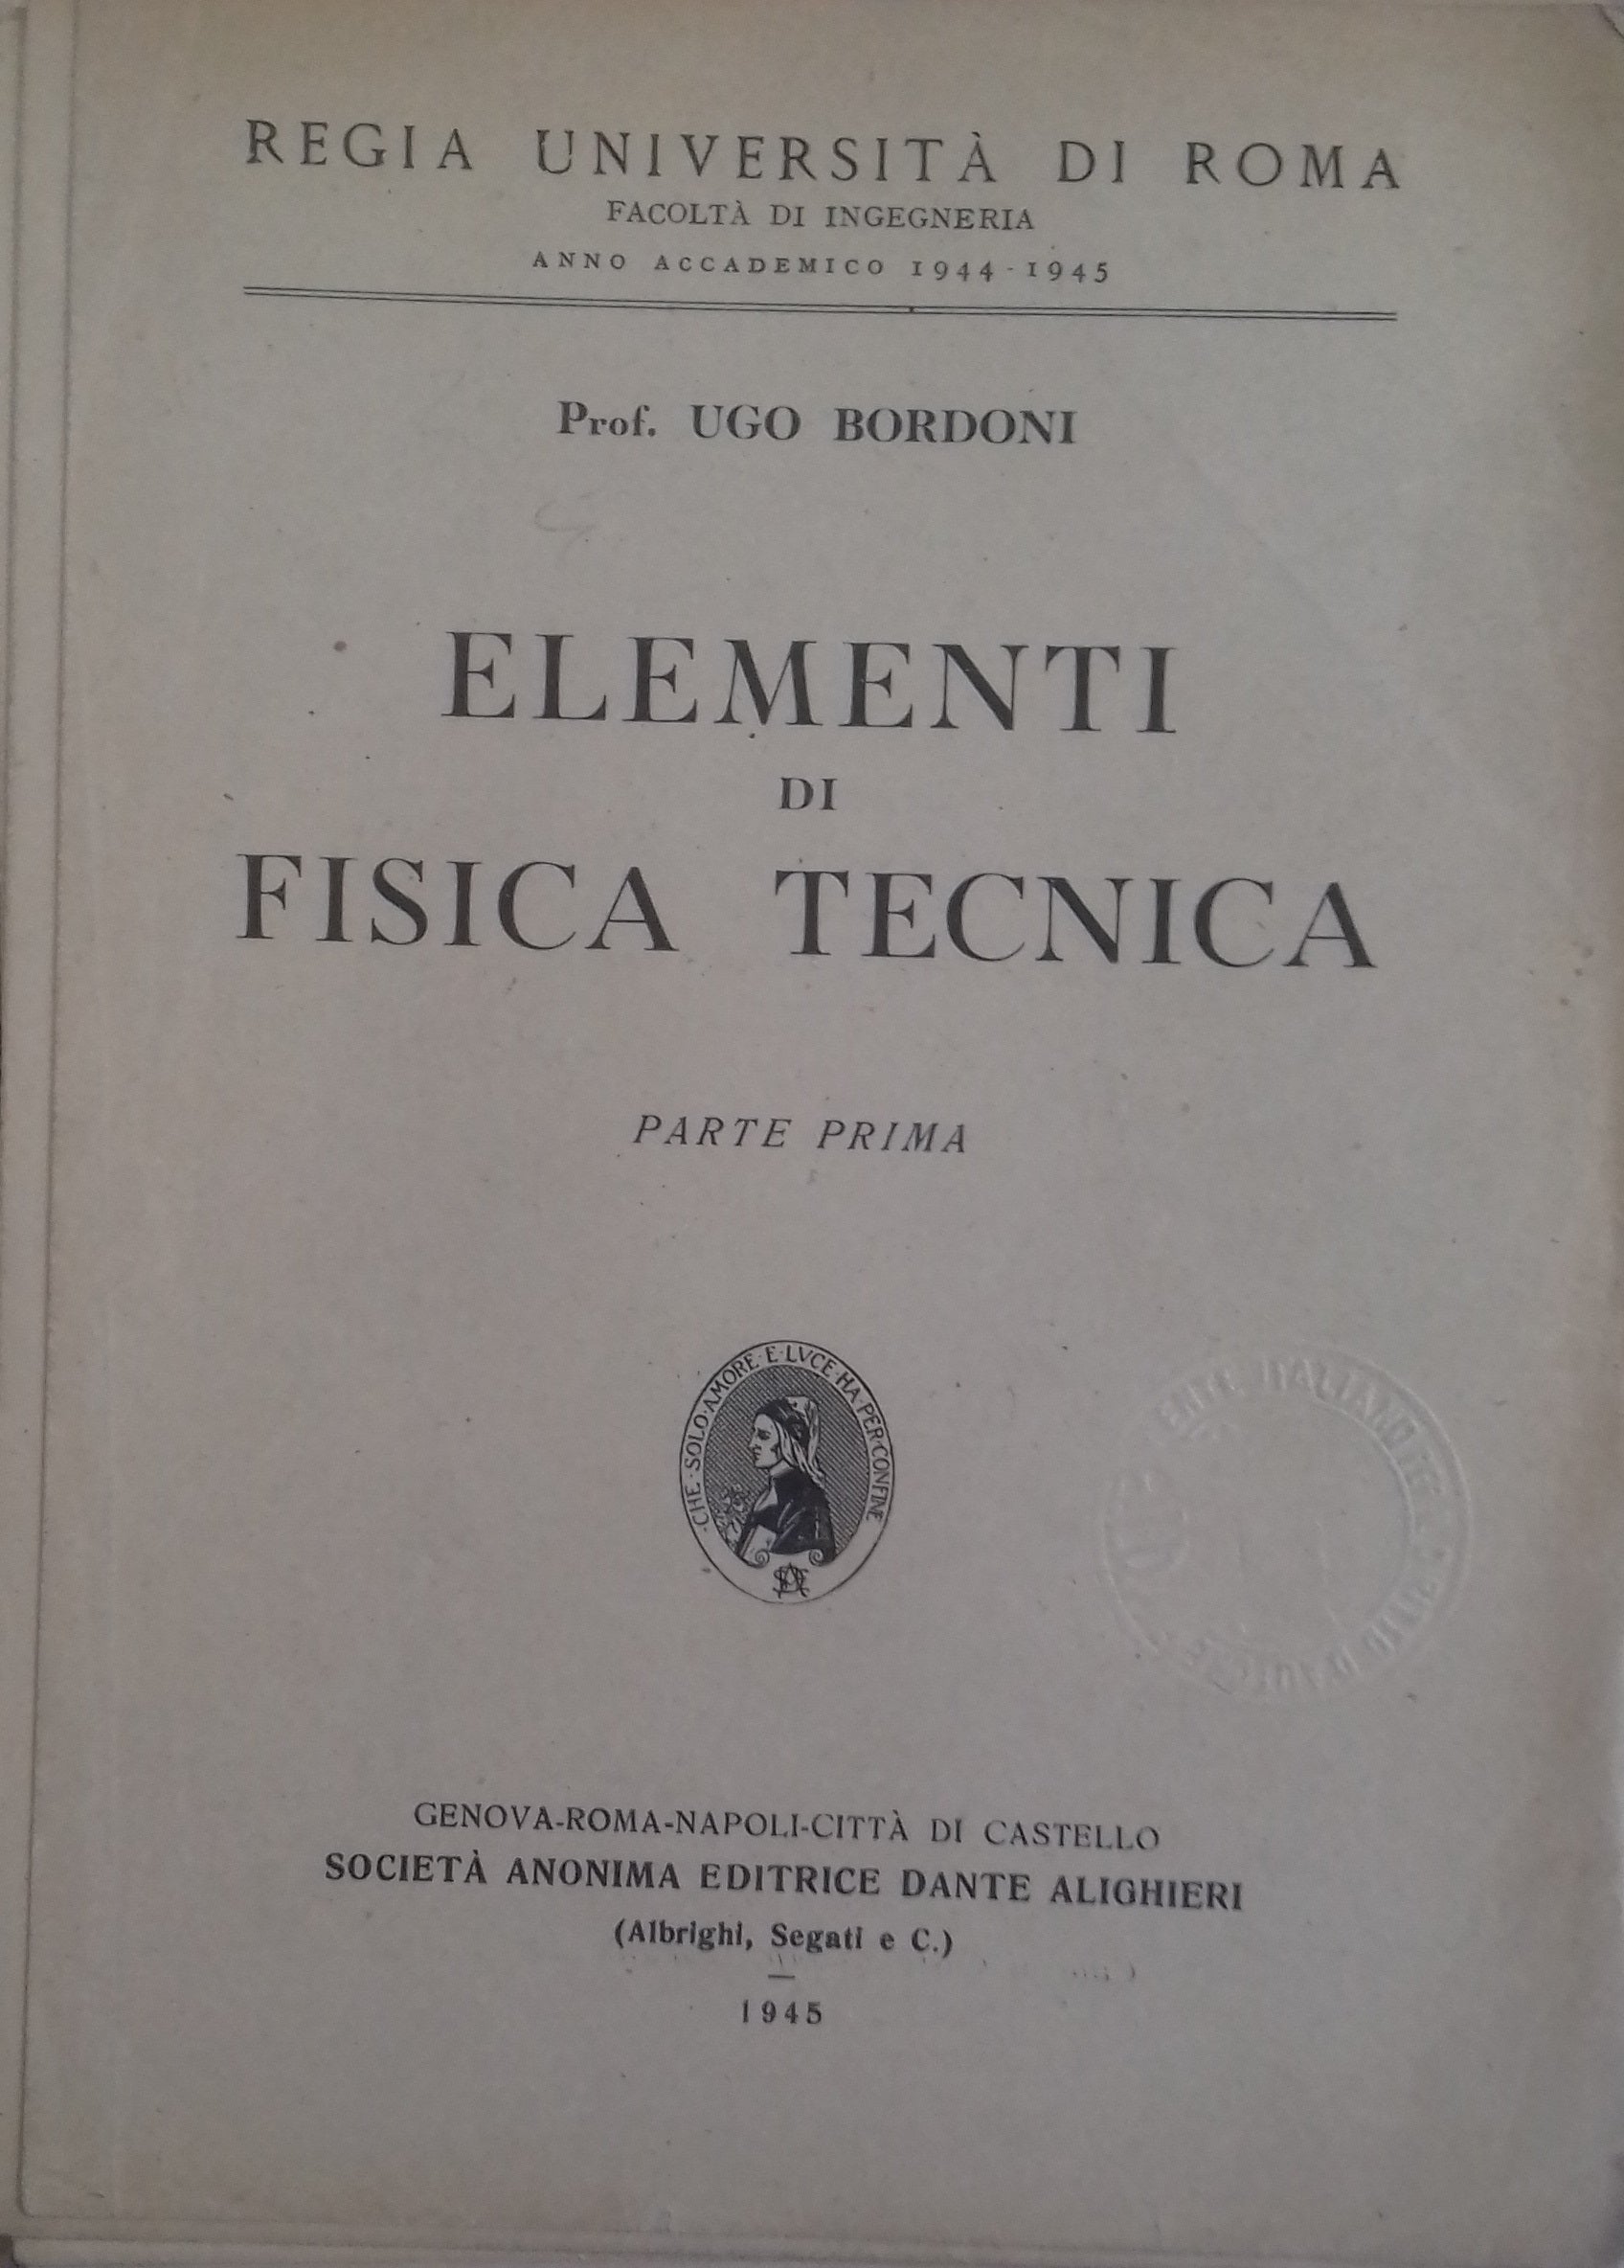 REGIA UNIVERSITÀ DI ROMA
FACOLTÀ DI INGEGNERIA
ANNO ACCADEMICO 1944-1945
Prof. UGO BORDONI
ELEMENTI
DI
FISICA TECNICA
PARTE PRIMA
·CHE·SOLO·AMORE·E·LVCE·HA·PER·CONFINE
ITALIANO
GENOVA-ROMA-NAPOLI-CITTÀ DI CASTELLO
SOCIETÀ ANONIMA EDITRICE DANTE ALIGHIERI
(Albrighi, Segati e C.)
1945